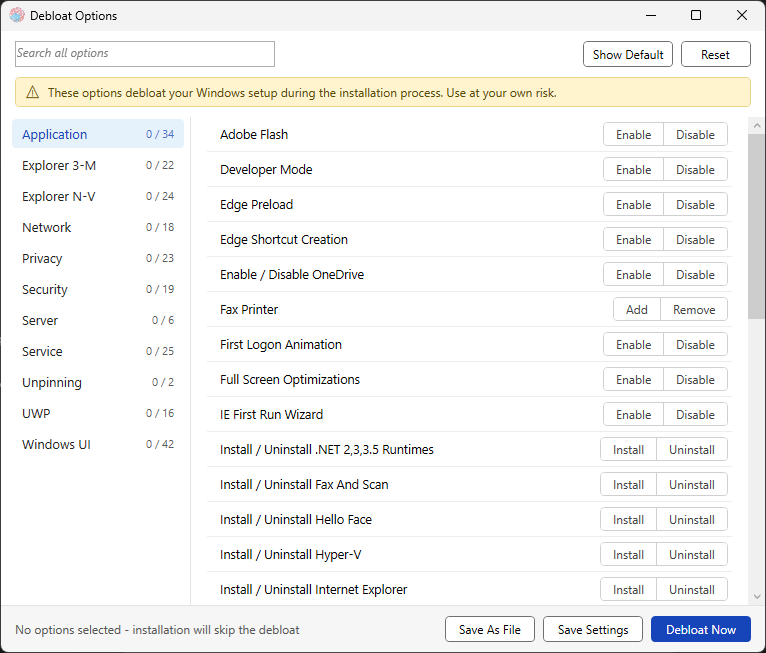 Debloat Options
Search all options
Show Default
Reset
These options debloat your Windows setup during the installation process. Use at your own risk.
Application 0 / 34
Explorer 3-M 0 / 22
Explorer N-V 0 / 24
Network 0 / 18
Privacy 0 / 23
Security 0 / 19
Server 0 / 6
Service 0 / 25
Unpinning 0 / 2
UWP 0 / 16
Windows UI 0 / 42
Adobe Flash Enable Disable
Developer Mode Enable Disable
Edge Preload Enable Disable
Edge Shortcut Creation Enable Disable
Enable / Disable OneDrive Enable Disable
Fax Printer Add Remove
First Logon Animation Enable Disable
Full Screen Optimizations Enable Disable
IE First Run Wizard Enable Disable
Install / Uninstall .NET 2,3,3.5 Runtimes Install Uninstall
Install / Uninstall Fax And Scan Install Uninstall
Install / Uninstall Hello Face Install Uninstall
Install / Uninstall Hyper-V Install Uninstall
Install / Uninstall Internet Explorer Install Uninstall
No options selected - installation will skip the debloat
Save As File
Save Settings
Debloat Now